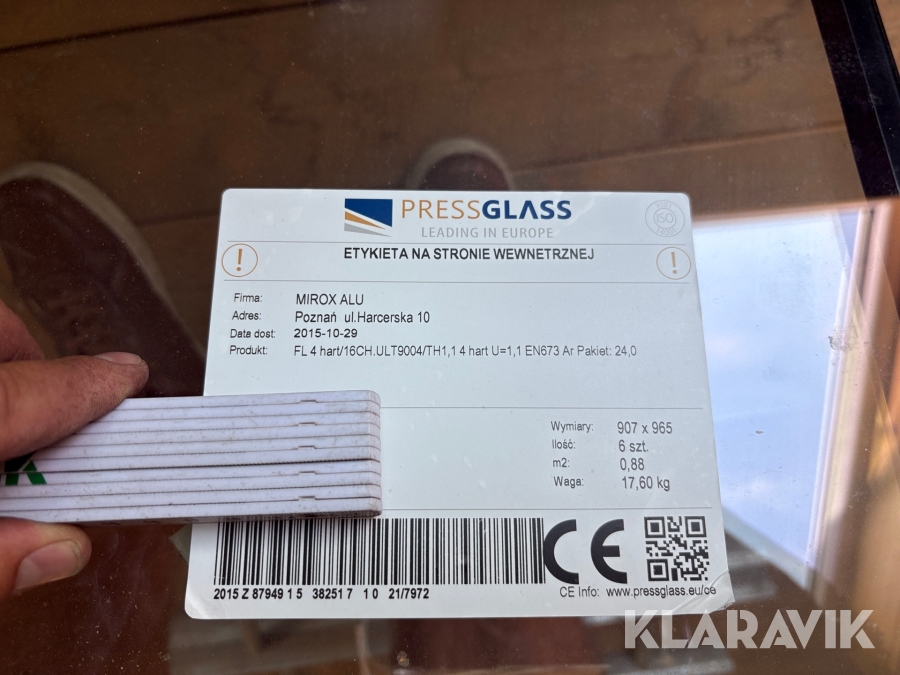 PRESSGLASS
LEADING IN EUROPE
ISO
ETYKIETA NA STRONIE WEWNETRZNEJ
Firma: MIROX ALU
Adres: Poznań ul.Harcerska 10
Data dost: 2015-10-29
Produkt: FL 4 hart/16CH.ULT9004/TH1,1 4 hart U=1,1 EN673 Ar Pakiet: 24,0
Wymiary: 907 x 965
Ilość: 6 szt.
m2: 0,88
Waga: 17,60 kg
CE
2015 Z 87949 1 5 38251 7 1 0 21/7972
CE Info: www.pressglass.eu/ce
KLARAVIK